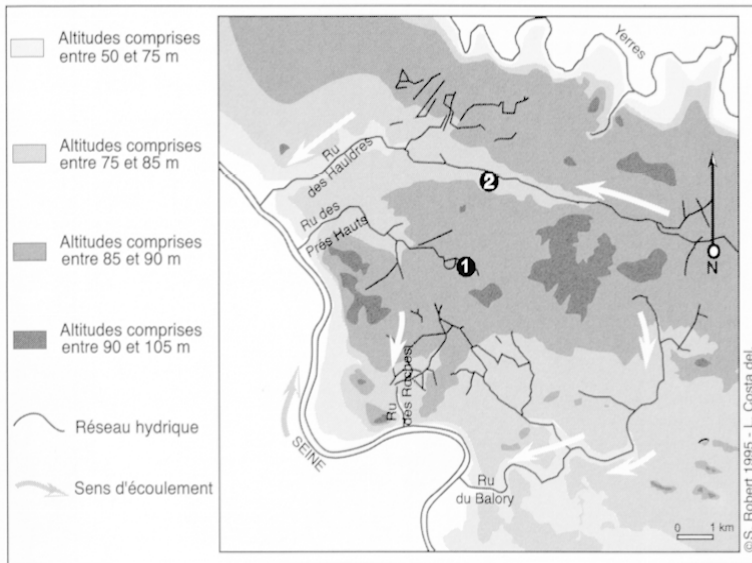 Altitudes comprises
entre 50 et 75 m
Altitudes comprises
entre 75 et 85 m
Altitudes comprises
entre 85 et 90 m
Altitudes comprises
entre 90 et 105 m
Réseau hydrique
Sens d'écoulement
Yerres
Ru
des Hauldres
2
Ru des
Prés Hauts
1
N
Ru
des Roches
SEINE
Ru
du Balory
0 1 km
©S. Robert 1995 - L. Costa del.